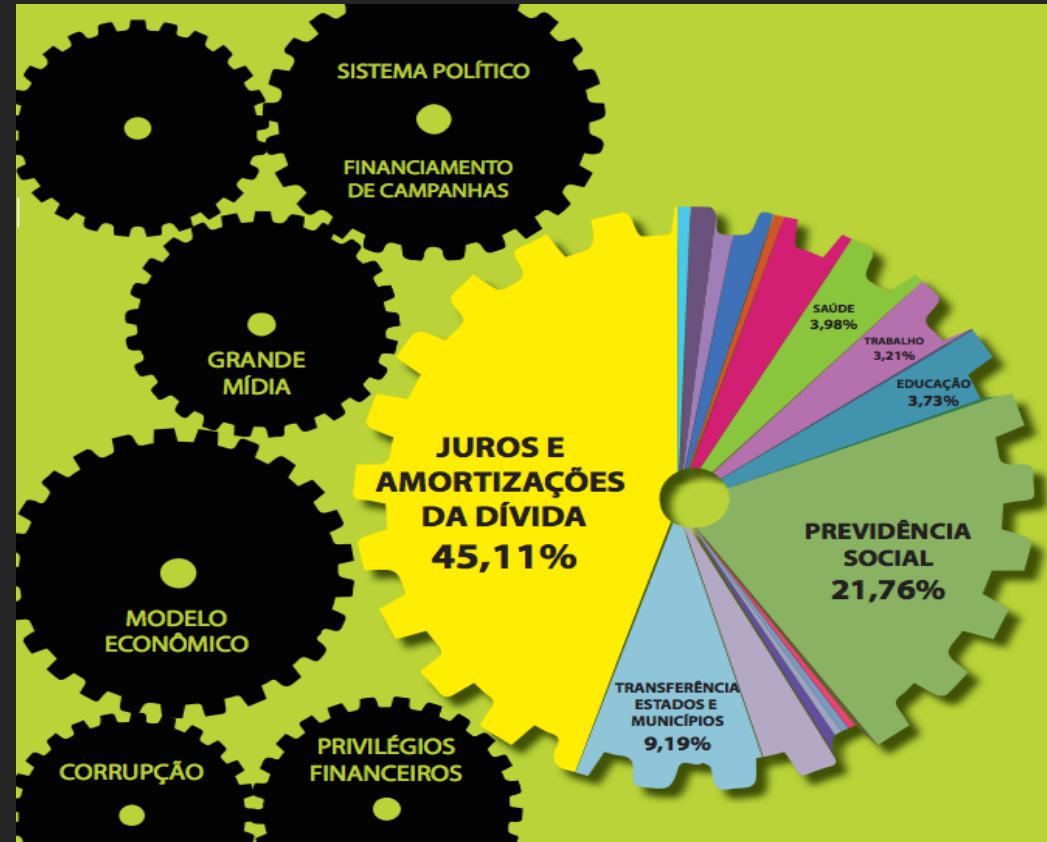 SISTEMA POLÍTICO
FINANCIAMENTO
DE CAMPANHAS
GRANDE
MÍDIA
MODELO
ECONÔMICO
CORRUPÇÃO
PRIVILÉGIOS
FINANCEIROS
JUROS E
AMORTIZAÇÕES
DA DÍVIDA
45,11%
SAÚDE
3,98%
TRABALHO
3,21%
EDUCAÇÃO
3,73%
PREVIDÊNCIA
SOCIAL
21,76%
TRANSFERÊNCIA
ESTADOS E
MUNICÍPIOS
9,19%